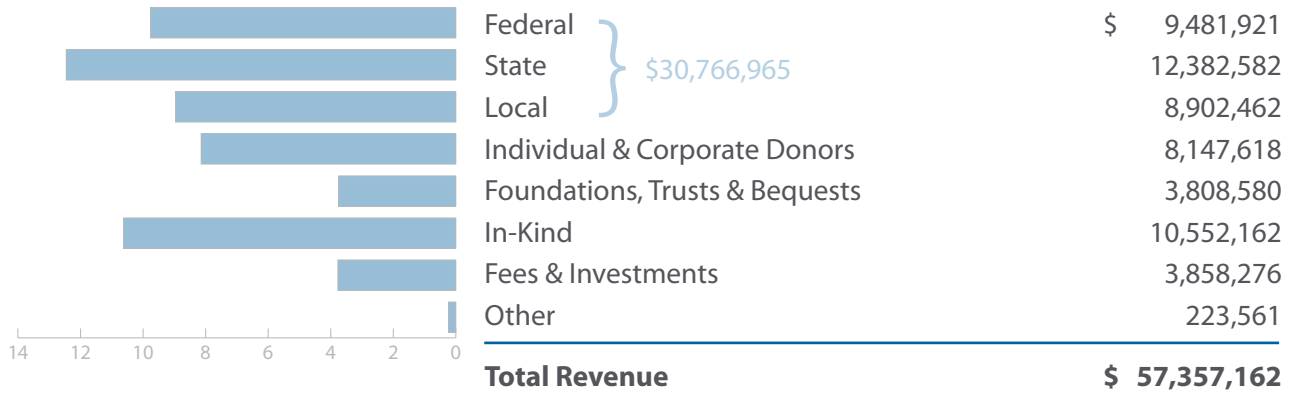 Federal $ 9,481,921
State 12,382,582
$30,766,965
Local 8,902,462
Individual & Corporate Donors 8,147,618
Foundations, Trusts & Bequests 3,808,580
In-Kind 10,552,162
Fees & Investments 3,858,276
Other 223,561
14 12 10 8 6 4 2 0
Total Revenue $ 57,357,162